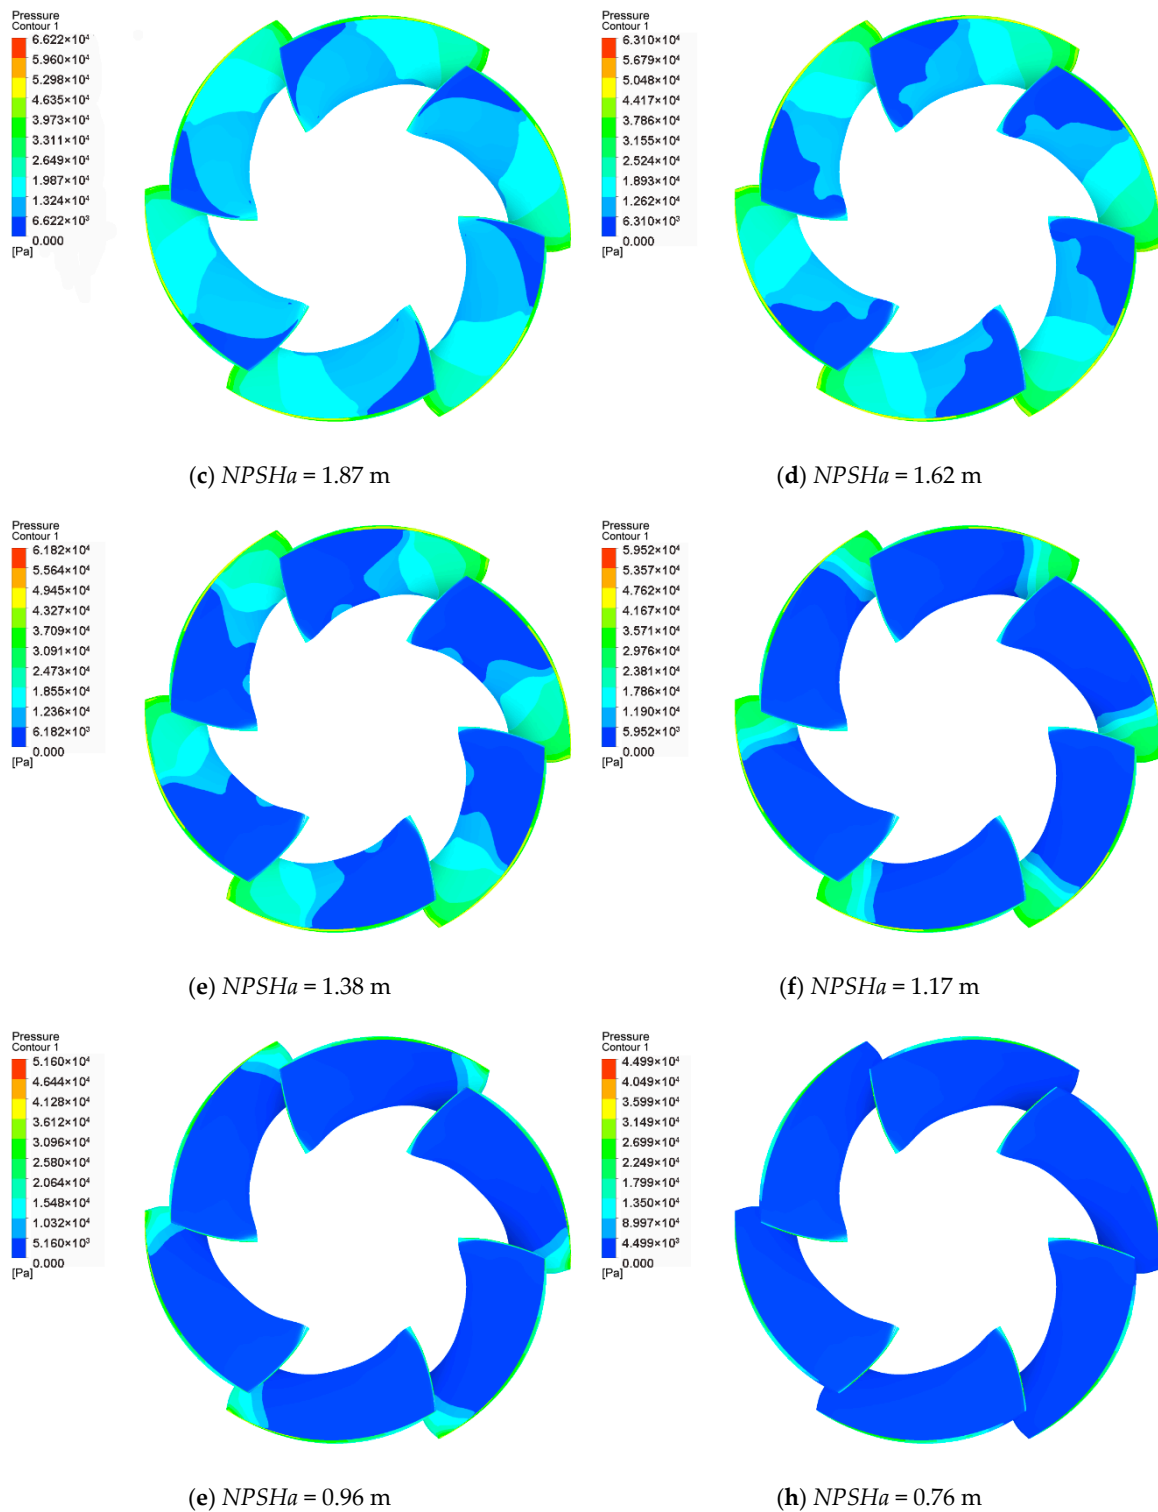 Pressure
Contour 1
6.622×10⁴
5.960×10⁴
5.298×10⁴
4.635×10⁴
3.973×10⁴
3.311×10⁴
2.649×10⁴
1.987×10⁴
1.324×10⁴
6.622×10³
0.000
[Pa]
(c) NPSHa = 1.87 m
Pressure
Contour 1
6.310×10⁴
5.679×10⁴
5.048×10⁴
4.417×10⁴
3.786×10⁴
3.155×10⁴
2.524×10⁴
1.893×10⁴
1.262×10⁴
6.310×10³
0.000
[Pa]
(d) NPSHa = 1.62 m
Pressure
Contour 1
6.182×10⁴
5.564×10⁴
4.945×10⁴
4.327×10⁴
3.709×10⁴
3.091×10⁴
2.473×10⁴
1.855×10⁴
1.236×10⁴
6.182×10³
0.000
[Pa]
(e) NPSHa = 1.38 m
Pressure
Contour 1
5.952×10⁴
5.357×10⁴
4.762×10⁴
4.167×10⁴
3.571×10⁴
2.976×10⁴
2.381×10⁴
1.786×10⁴
1.190×10⁴
5.952×10³
0.000
[Pa]
(f) NPSHa = 1.17 m
Pressure
Contour 1
5.160×10⁴
4.644×10⁴
4.128×10⁴
3.612×10⁴
3.096×10⁴
2.580×10⁴
2.064×10⁴
1.548×10⁴
1.032×10⁴
5.160×10³
0.000
[Pa]
(e) NPSHa = 0.96 m
Pressure
Contour 1
4.499×10⁴
4.049×10⁴
3.599×10⁴
3.149×10⁴
2.699×10⁴
2.249×10⁴
1.799×10⁴
1.350×10⁴
8.997×10⁴
4.499×10³
0.000
[Pa]
(h) NPSHa = 0.76 m